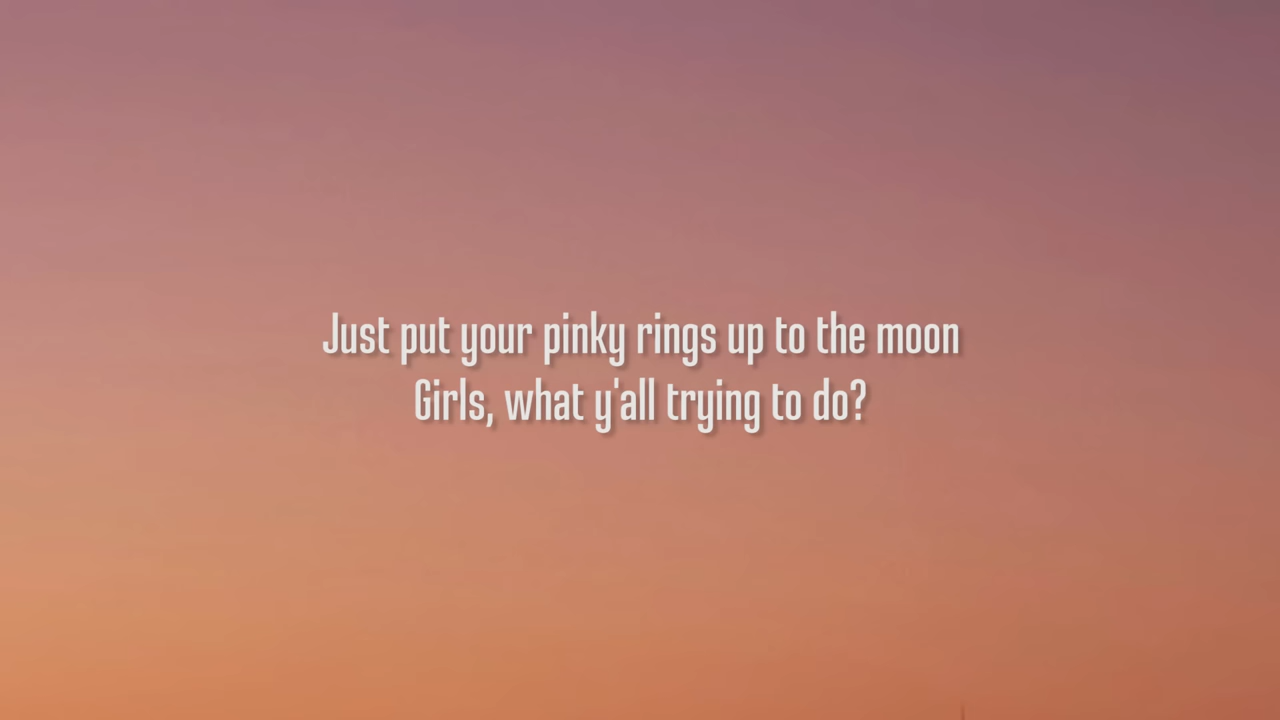 Just put your pinky rings up to the moon
Girls, what y'all trying to do?